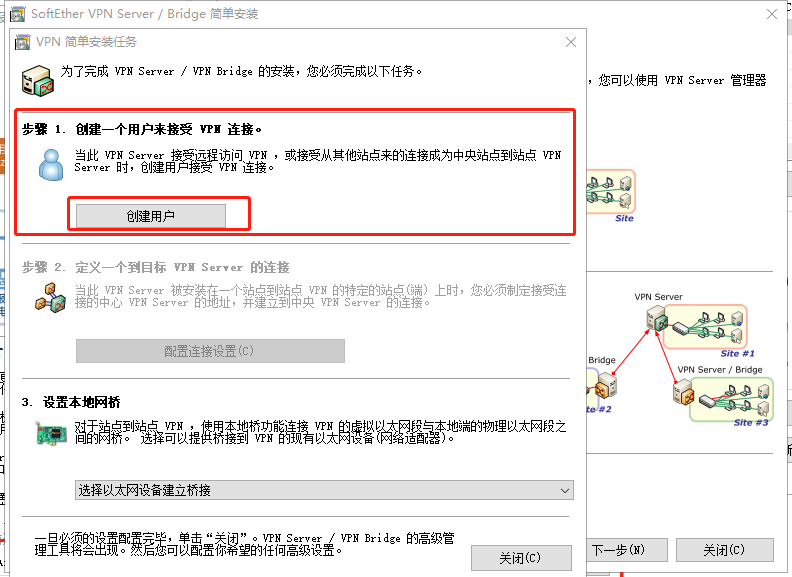 SoftEther VPN Server / Bridge 简单安装
VPN 简单安装任务
为了完成 VPN Server / VPN Bridge 的安装，您必须完成以下任务。
，您可以使用 VPN Server 管理器
步骤 1. 创建一个用户来接受 VPN 连接。
当此 VPN Server 接受远程访问 VPN ，或接受从其他站点来的连接成为中央站点到站点 VPN
Server 时，创建用户接受 VPN 连接。
创建用户
Site
步骤 2. 定义一个到目标 VPN Server 的连接
当此 VPN Server 被安装在一个站点到站点 VPN 的特定的站点(端) 上时，您必须制定接受连
接的中心 VPN Server 的地址，并建立到中央 VPN Server 的连接。
配置连接设置(C)
VPN Server
Site #1
Bridge
VPN Server / Bridge
te #2
Site #3
3. 设置本地网桥
对于站点到站点 VPN ，使用本地桥功能连接 VPN 的虚拟以太网段与本地端的物理以太网段之
间的网桥。 选择可以提供桥接到 VPN 的现有以太网设备(网络适配器)。
选择以太网设备建立桥接
一旦必须的设置配置完毕，单击“关闭”。VPN Server / VPN Bridge 的高级管
理工具将会出现。然后您可以配置你希望的任何高级设置。
关闭(C)
下一步(N)
关闭(C)